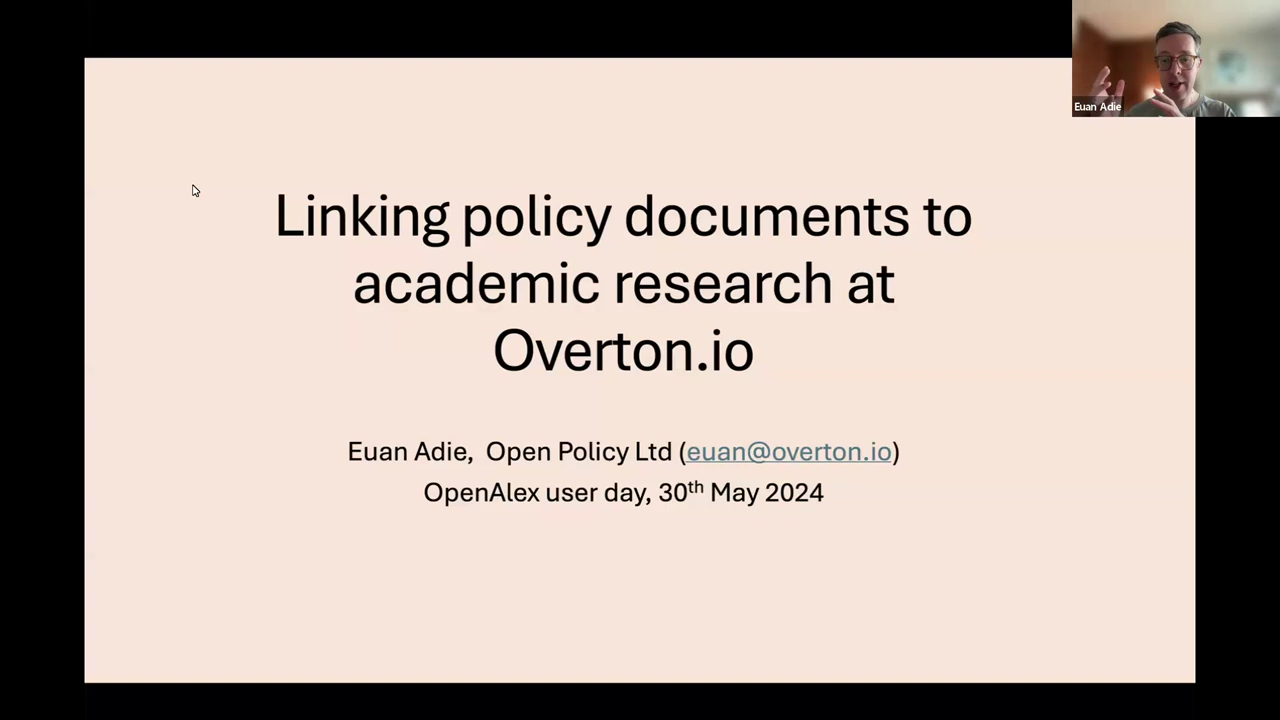 Euan Adie
Linking policy documents to
academic research at
Overton.io
Euan Adie,  Open Policy Ltd (euan@overton.io)
OpenAlex user day, 30th May 2024